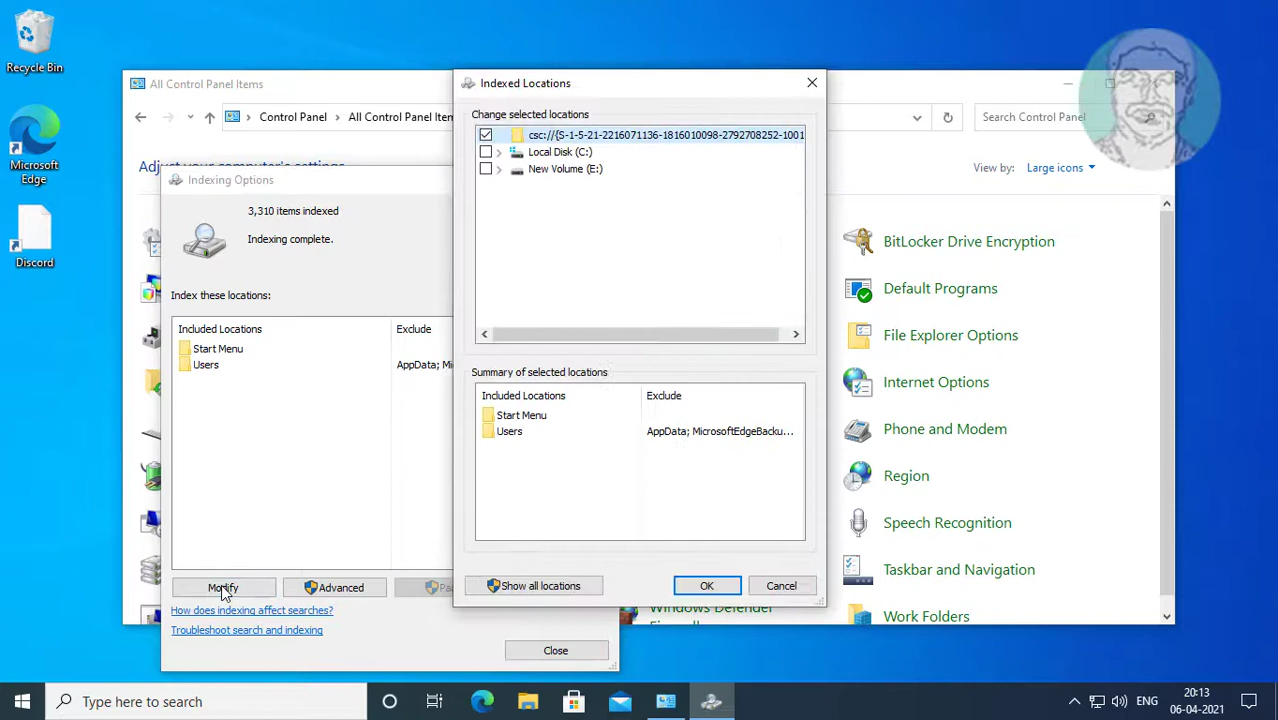 Recycle Bin
Microsoft
Edge
Discord
All Control Panel Items
Control Panel
All Control Panel Item
Search Control Panel
Adjust your computer's settings
View by:
Large icons
BitLocker Drive Encryption
Default Programs
File Explorer Options
Internet Options
Phone and Modem
Region
Speech Recognition
Taskbar and Navigation
Windows Defender
Firewall
Work Folders
Indexing Options
3,310 items indexed
Indexing complete.
Index these locations:
Included Locations
Exclude
Start Menu
Users
AppData; Mi
Modify
Advanced
Pau
How does indexing affect searches?
Troubleshoot search and indexing
Close
Indexed Locations
Change selected locations
csc://{S-1-5-21-2216071136-1816010098-2792708252-1001
Local Disk (C:)
New Volume (E:)
Summary of selected locations
Included Locations
Exclude
Start Menu
Users
AppData; MicrosoftEdgeBacku...
Show all locations
OK
Cancel
Type here to search
ENG
20:13
06-04-2021